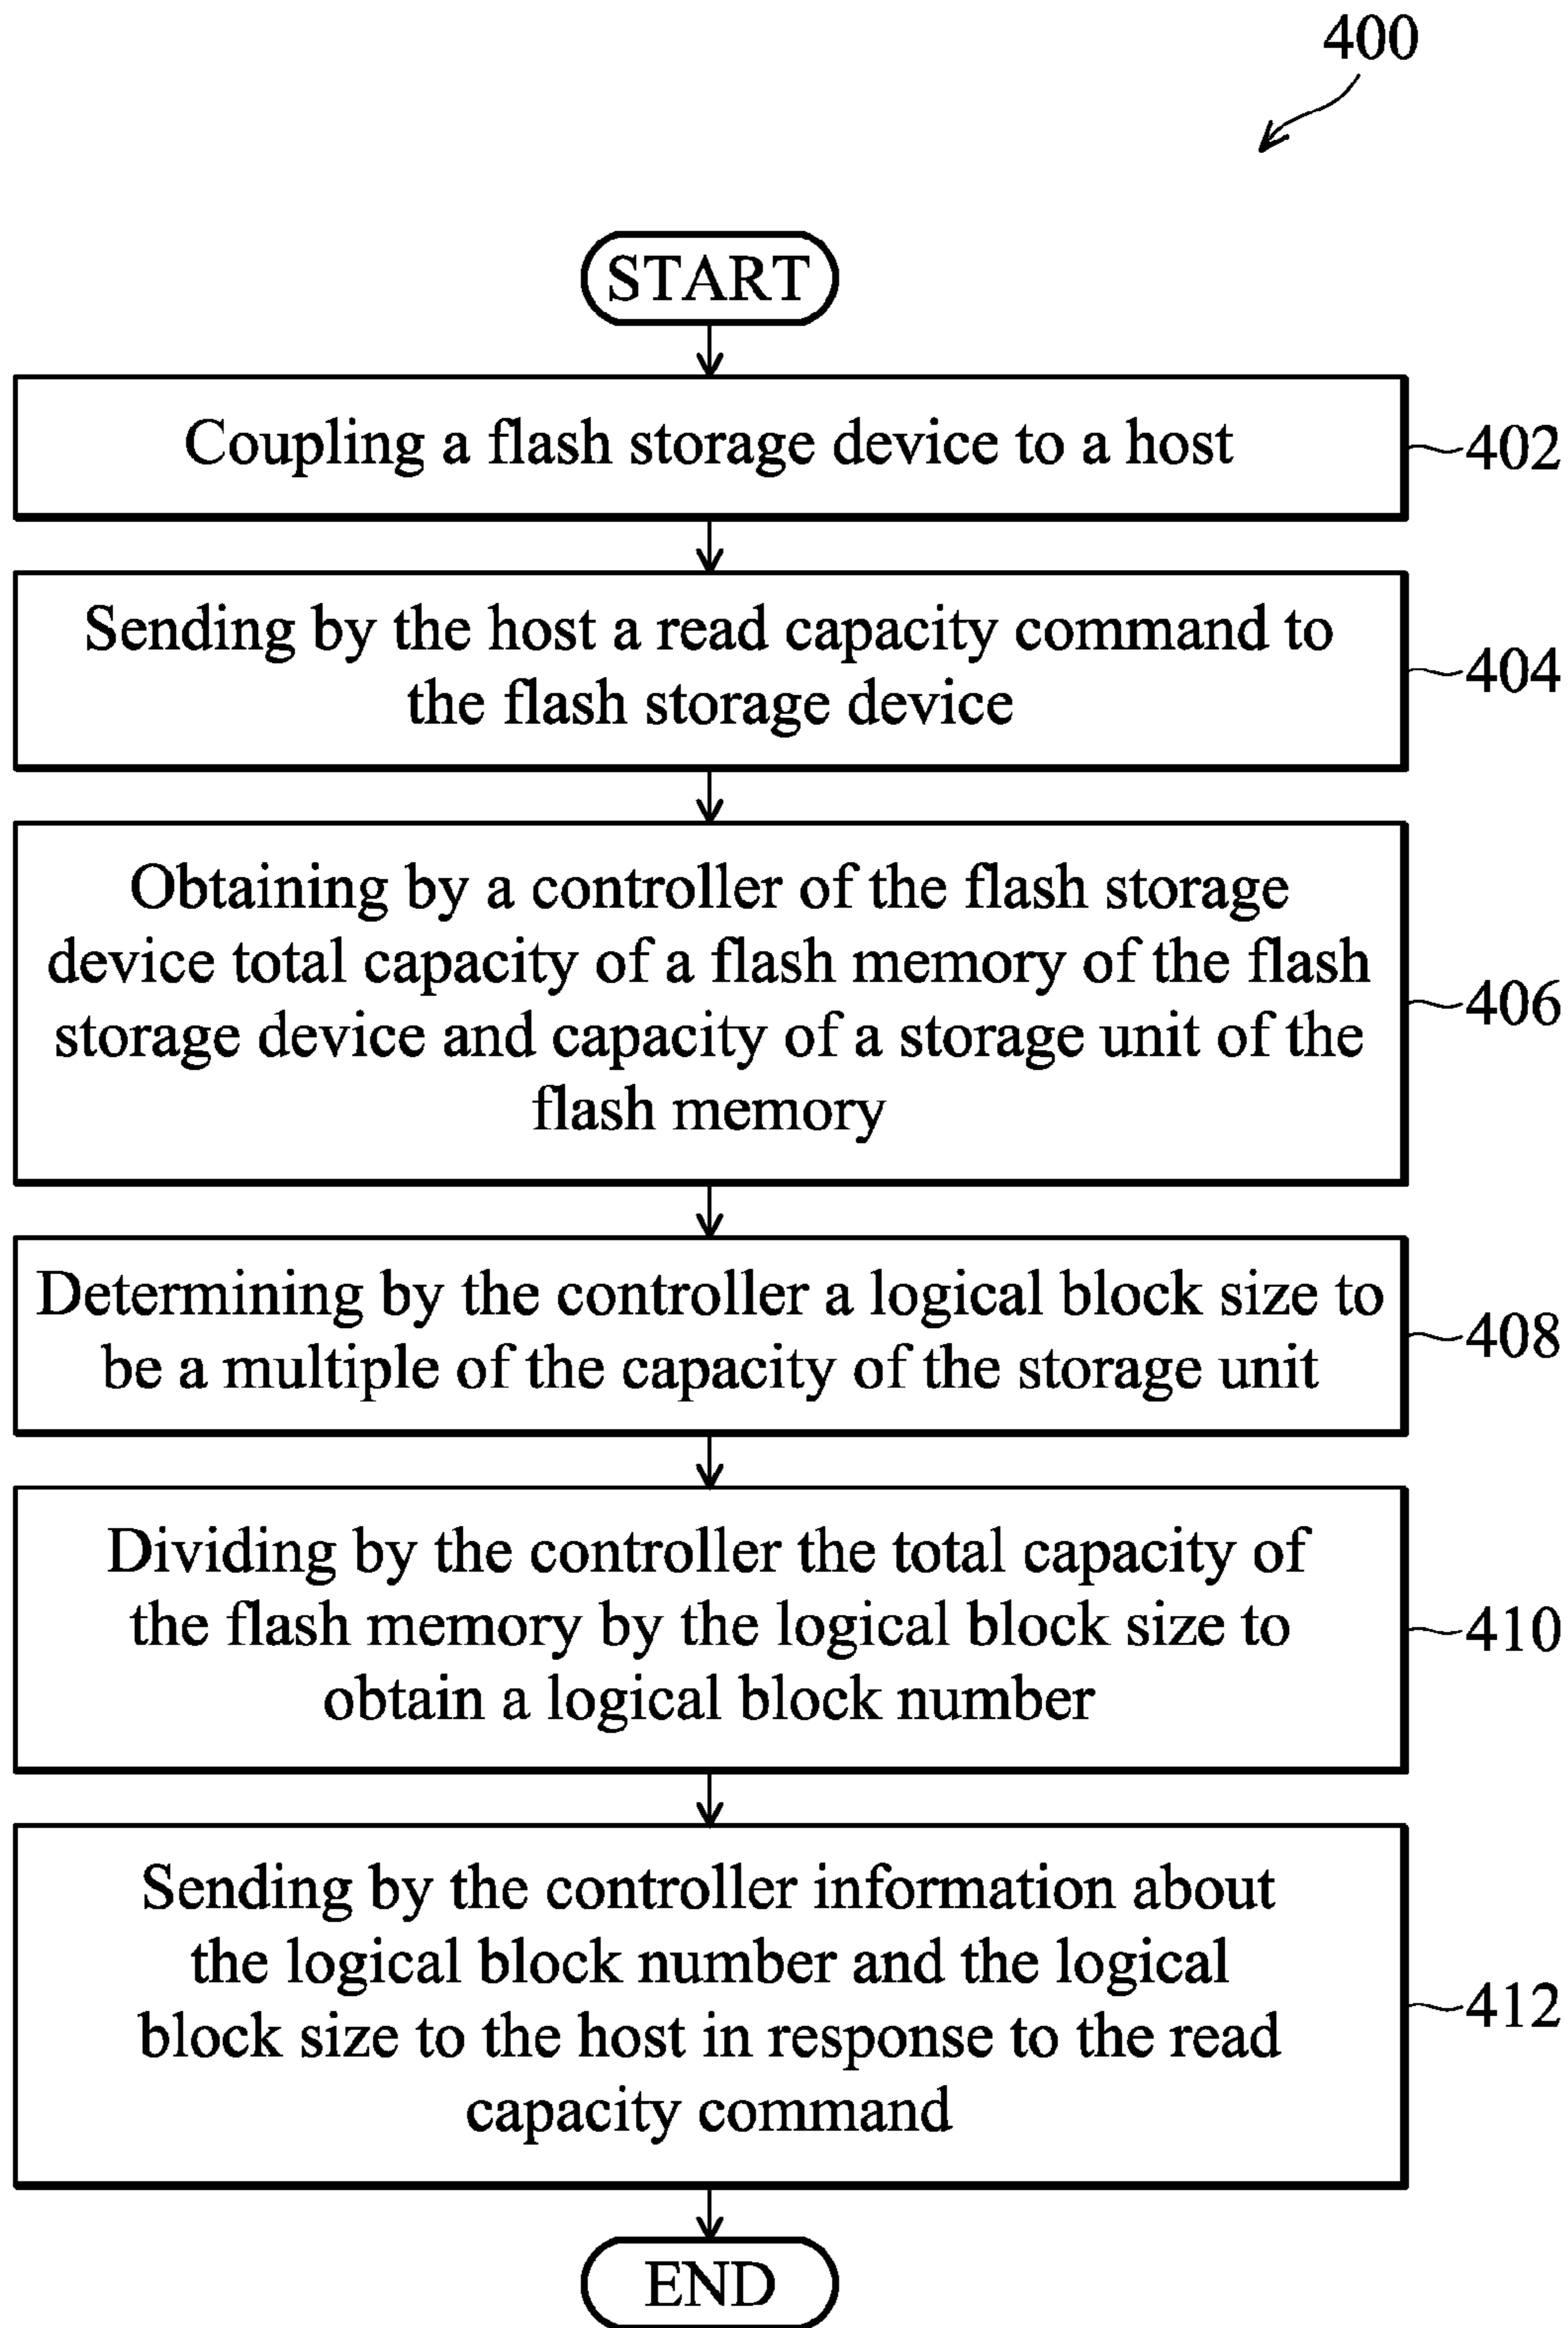 400
START
Coupling a flash storage device to a host
402
Sending by the host a read capacity command to
the flash storage device
404
Obtaining by a controller of the flash storage
device total capacity of a flash memory of the flash
storage device and capacity of a storage unit of the
flash memory
406
Determining by the controller a logical block size to
be a multiple of the capacity of the storage unit
408
Dividing by the controller the total capacity of
the flash memory by the logical block size to
obtain a logical block number
410
Sending by the controller information about
the logical block number and the logical
block size to the host in response to the read
capacity command
412
END